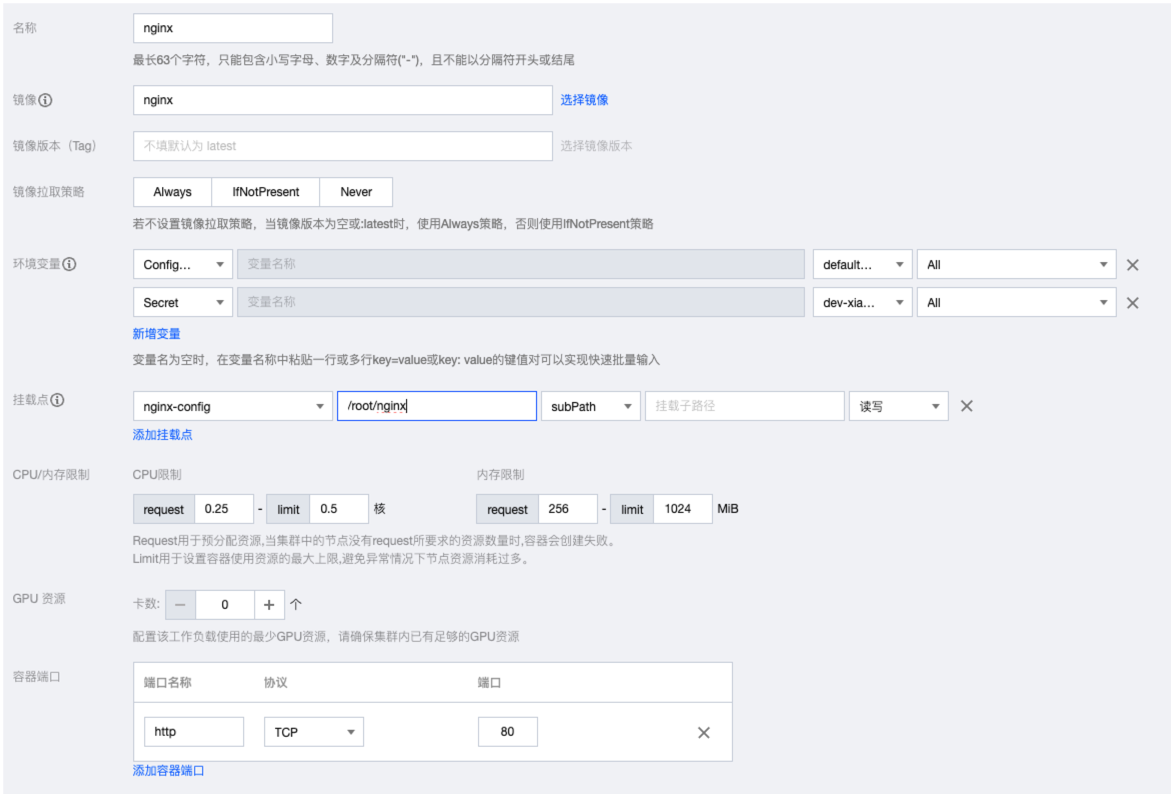 名称 nginx
最长63个字符，只能包含小写字母、数字及分隔符("-")，且不能以分隔符开头或结尾
镜像 nginx 选择镜像
镜像版本（Tag） 不填默认为 latest 选择镜像版本
镜像拉取策略 Always IfNotPresent Never
若不设置镜像拉取策略，当镜像版本为空或:latest时，使用Always策略，否则使用IfNotPresent策略
环境变量 Config... 变量名称 default... All
Secret 变量名称 dev-xia... All
新增变量
变量名为空时，在变量名称中粘贴一行或多行key=value或key: value的键值对可以实现快速批量输入
挂载点 nginx-config /root/nginx subPath 挂载子路径 读写
添加挂载点
CPU/内存限制 CPU限制 内存限制
request 0.25 - limit 0.5 核 request 256 - limit 1024 MiB
Request用于预分配资源,当集群中的节点没有request所要求的资源数量时,容器会创建失败。
Limit用于设置容器使用资源的最大上限,避免异常情况下节点资源消耗过多。
GPU 资源 卡数: 0 个
配置该工作负载使用的最少GPU资源，请确保集群内已有足够的GPU资源
容器端口 端口名称 协议 端口
http TCP 80
添加容器端口